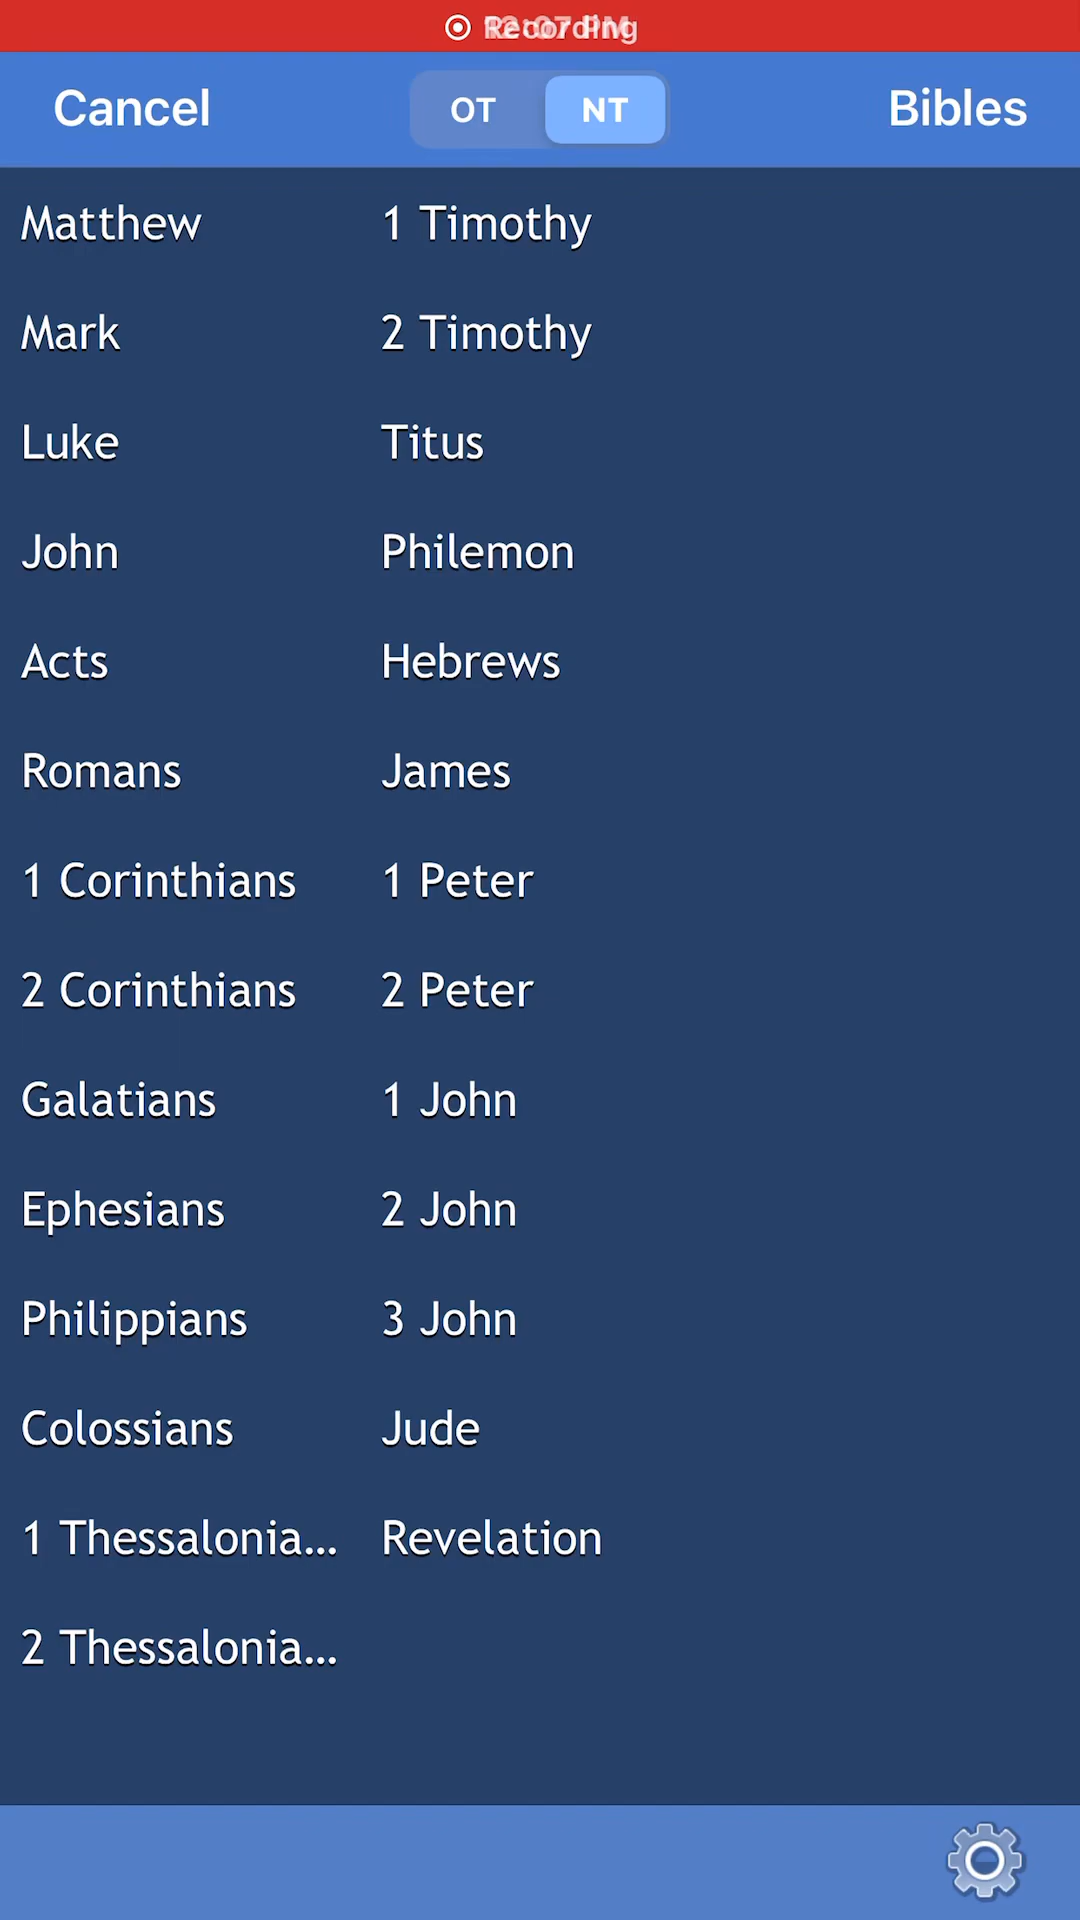 Recording
Cancel
OT
NT
Bibles
Matthew
Mark
Luke
John
Acts
Romans
1 Corinthians
2 Corinthians
Galatians
Ephesians
Philippians
Colossians
1 Thessalonia...
2 Thessalonia...
1 Timothy
2 Timothy
Titus
Philemon
Hebrews
James
1 Peter
2 Peter
1 John
2 John
3 John
Jude
Revelation